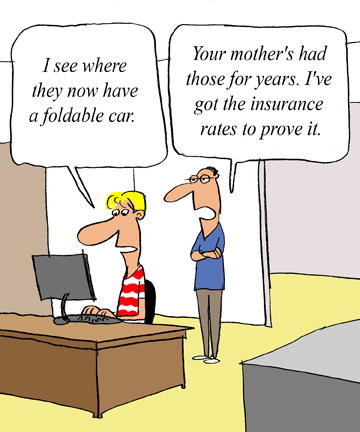 I see where
they now have
a foldable car.
Your mother's had
those for years. I've
got the insurance
rates to prove it.